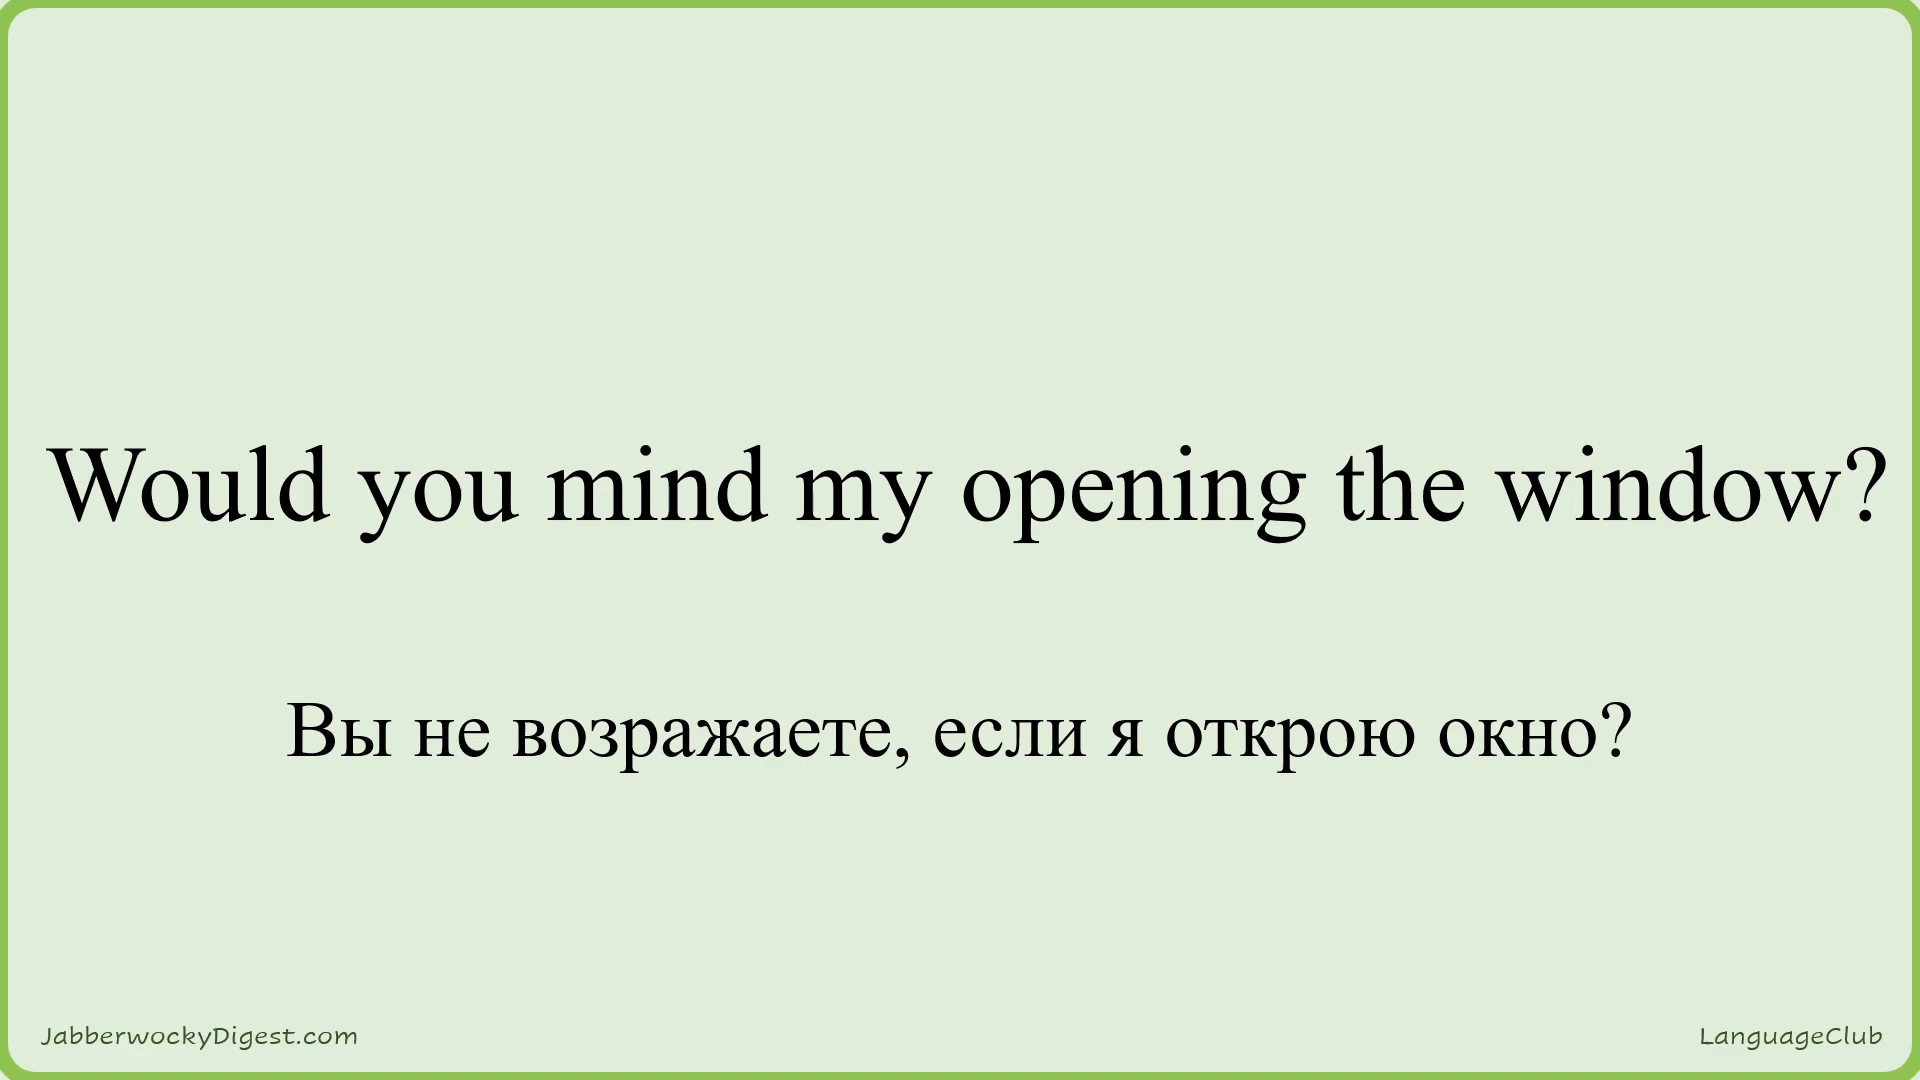 Would you mind my opening the window?
Вы не возражаете, если я открою окно?
JabberwockyDigest.com
LanguageClub